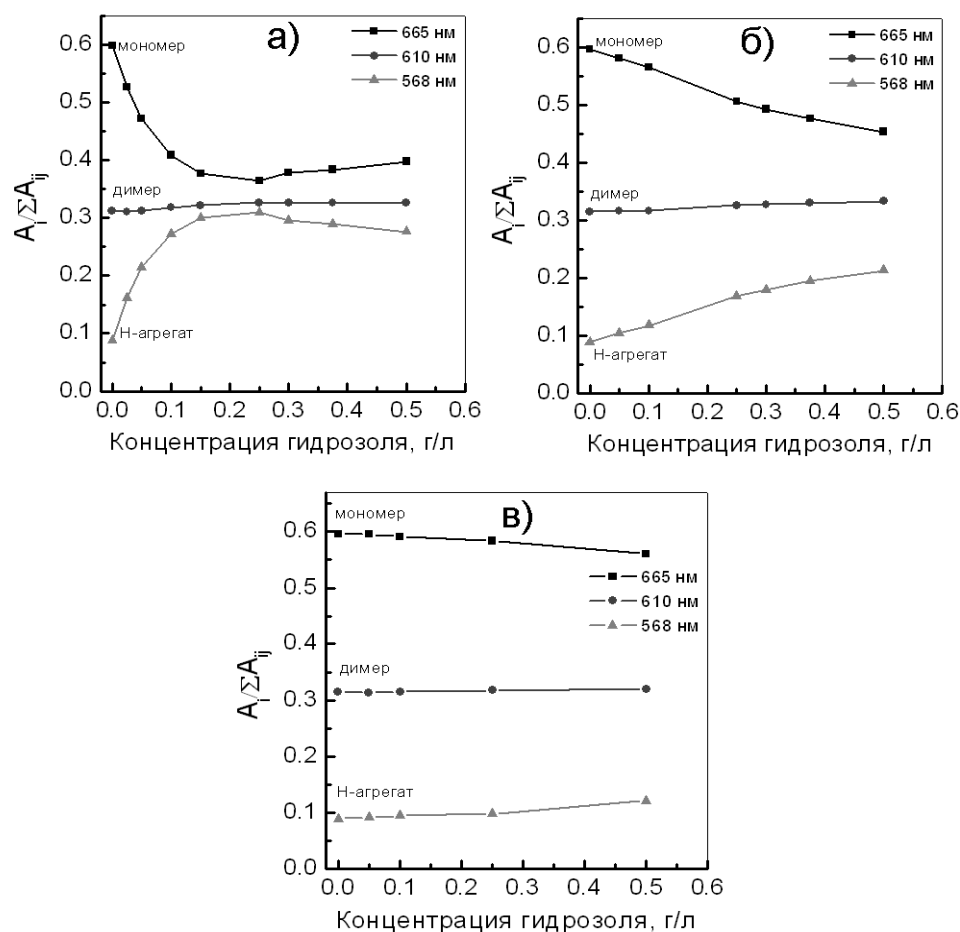 а)
665 нм
610 нм
568 нм
мономер
димер
Н-агрегат
0.6
0.5
0.4
0.3
0.2
0.1
0.0
A_i/ΣA_ij
0.0 0.1 0.2 0.3 0.4 0.5 0.6
Концентрация гидрозоля, г/л
б)
665 нм
610 нм
568 нм
мономер
димер
Н-агрегат
0.6
0.5
0.4
0.3
0.2
0.1
0.0
A_i/ΣA_ij
0.0 0.1 0.2 0.3 0.4 0.5 0.6
Концентрация гидрозоля, г/л
в)
мономер
665 нм
610 нм
568 нм
димер
Н-агрегат
0.6
0.5
0.4
0.3
0.2
0.1
0.0
A_i/ΣA_ij
0.0 0.1 0.2 0.3 0.4 0.5 0.6
Концентрация гидрозоля, г/л